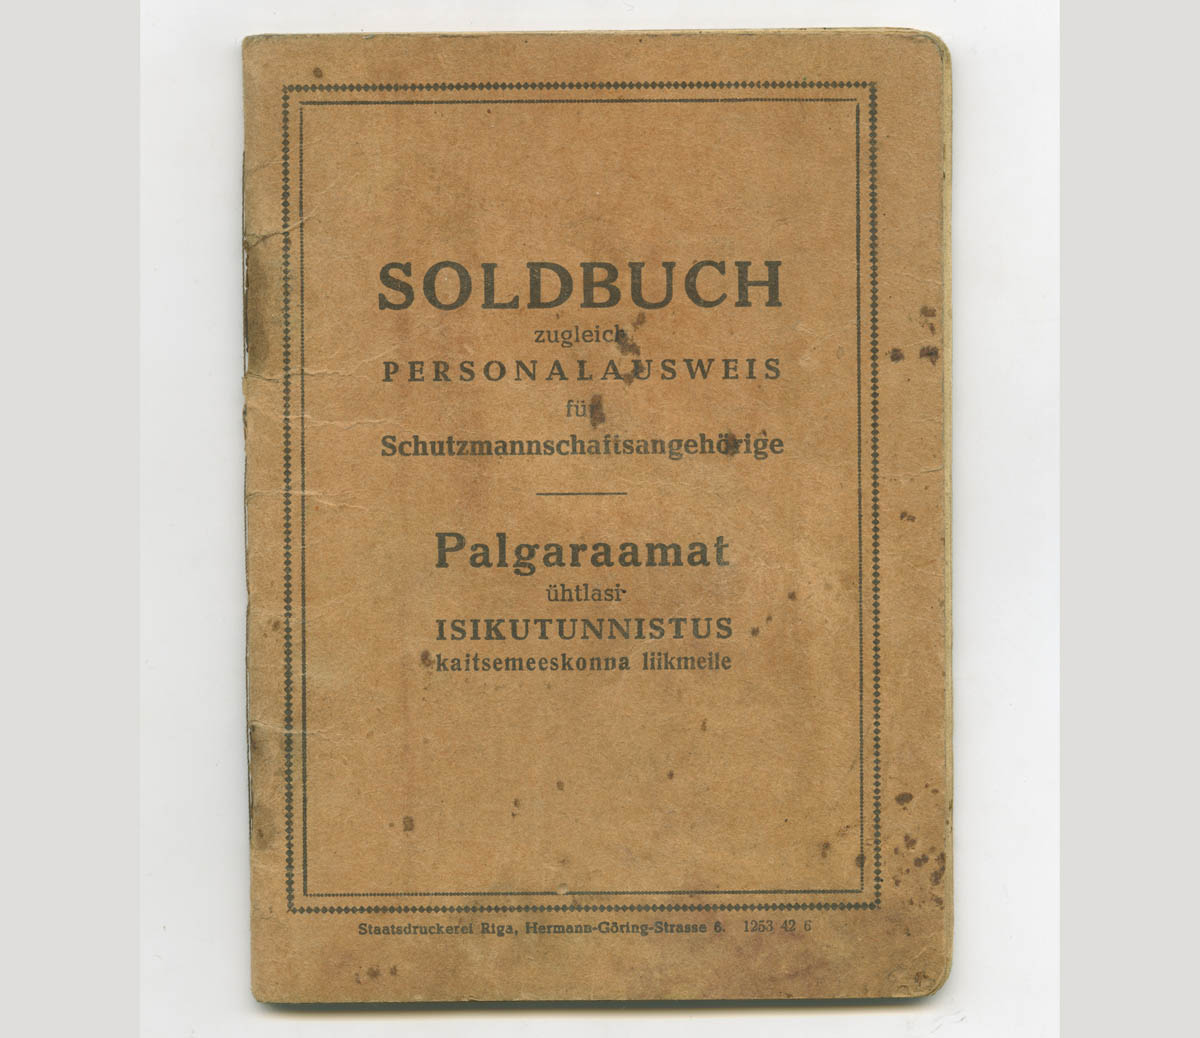 SOLDBUCH
zugleich
PERSONALAUSWEIS
für
Schutzmannschaftsangehörige
Palgaraamat
ühtlasi
ISIKUTUNNISTUS
kaitsemeeskonna liikmeile
Staatsdruckerei Riga, Hermann-Göring-Strasse 6. 1253 42 6